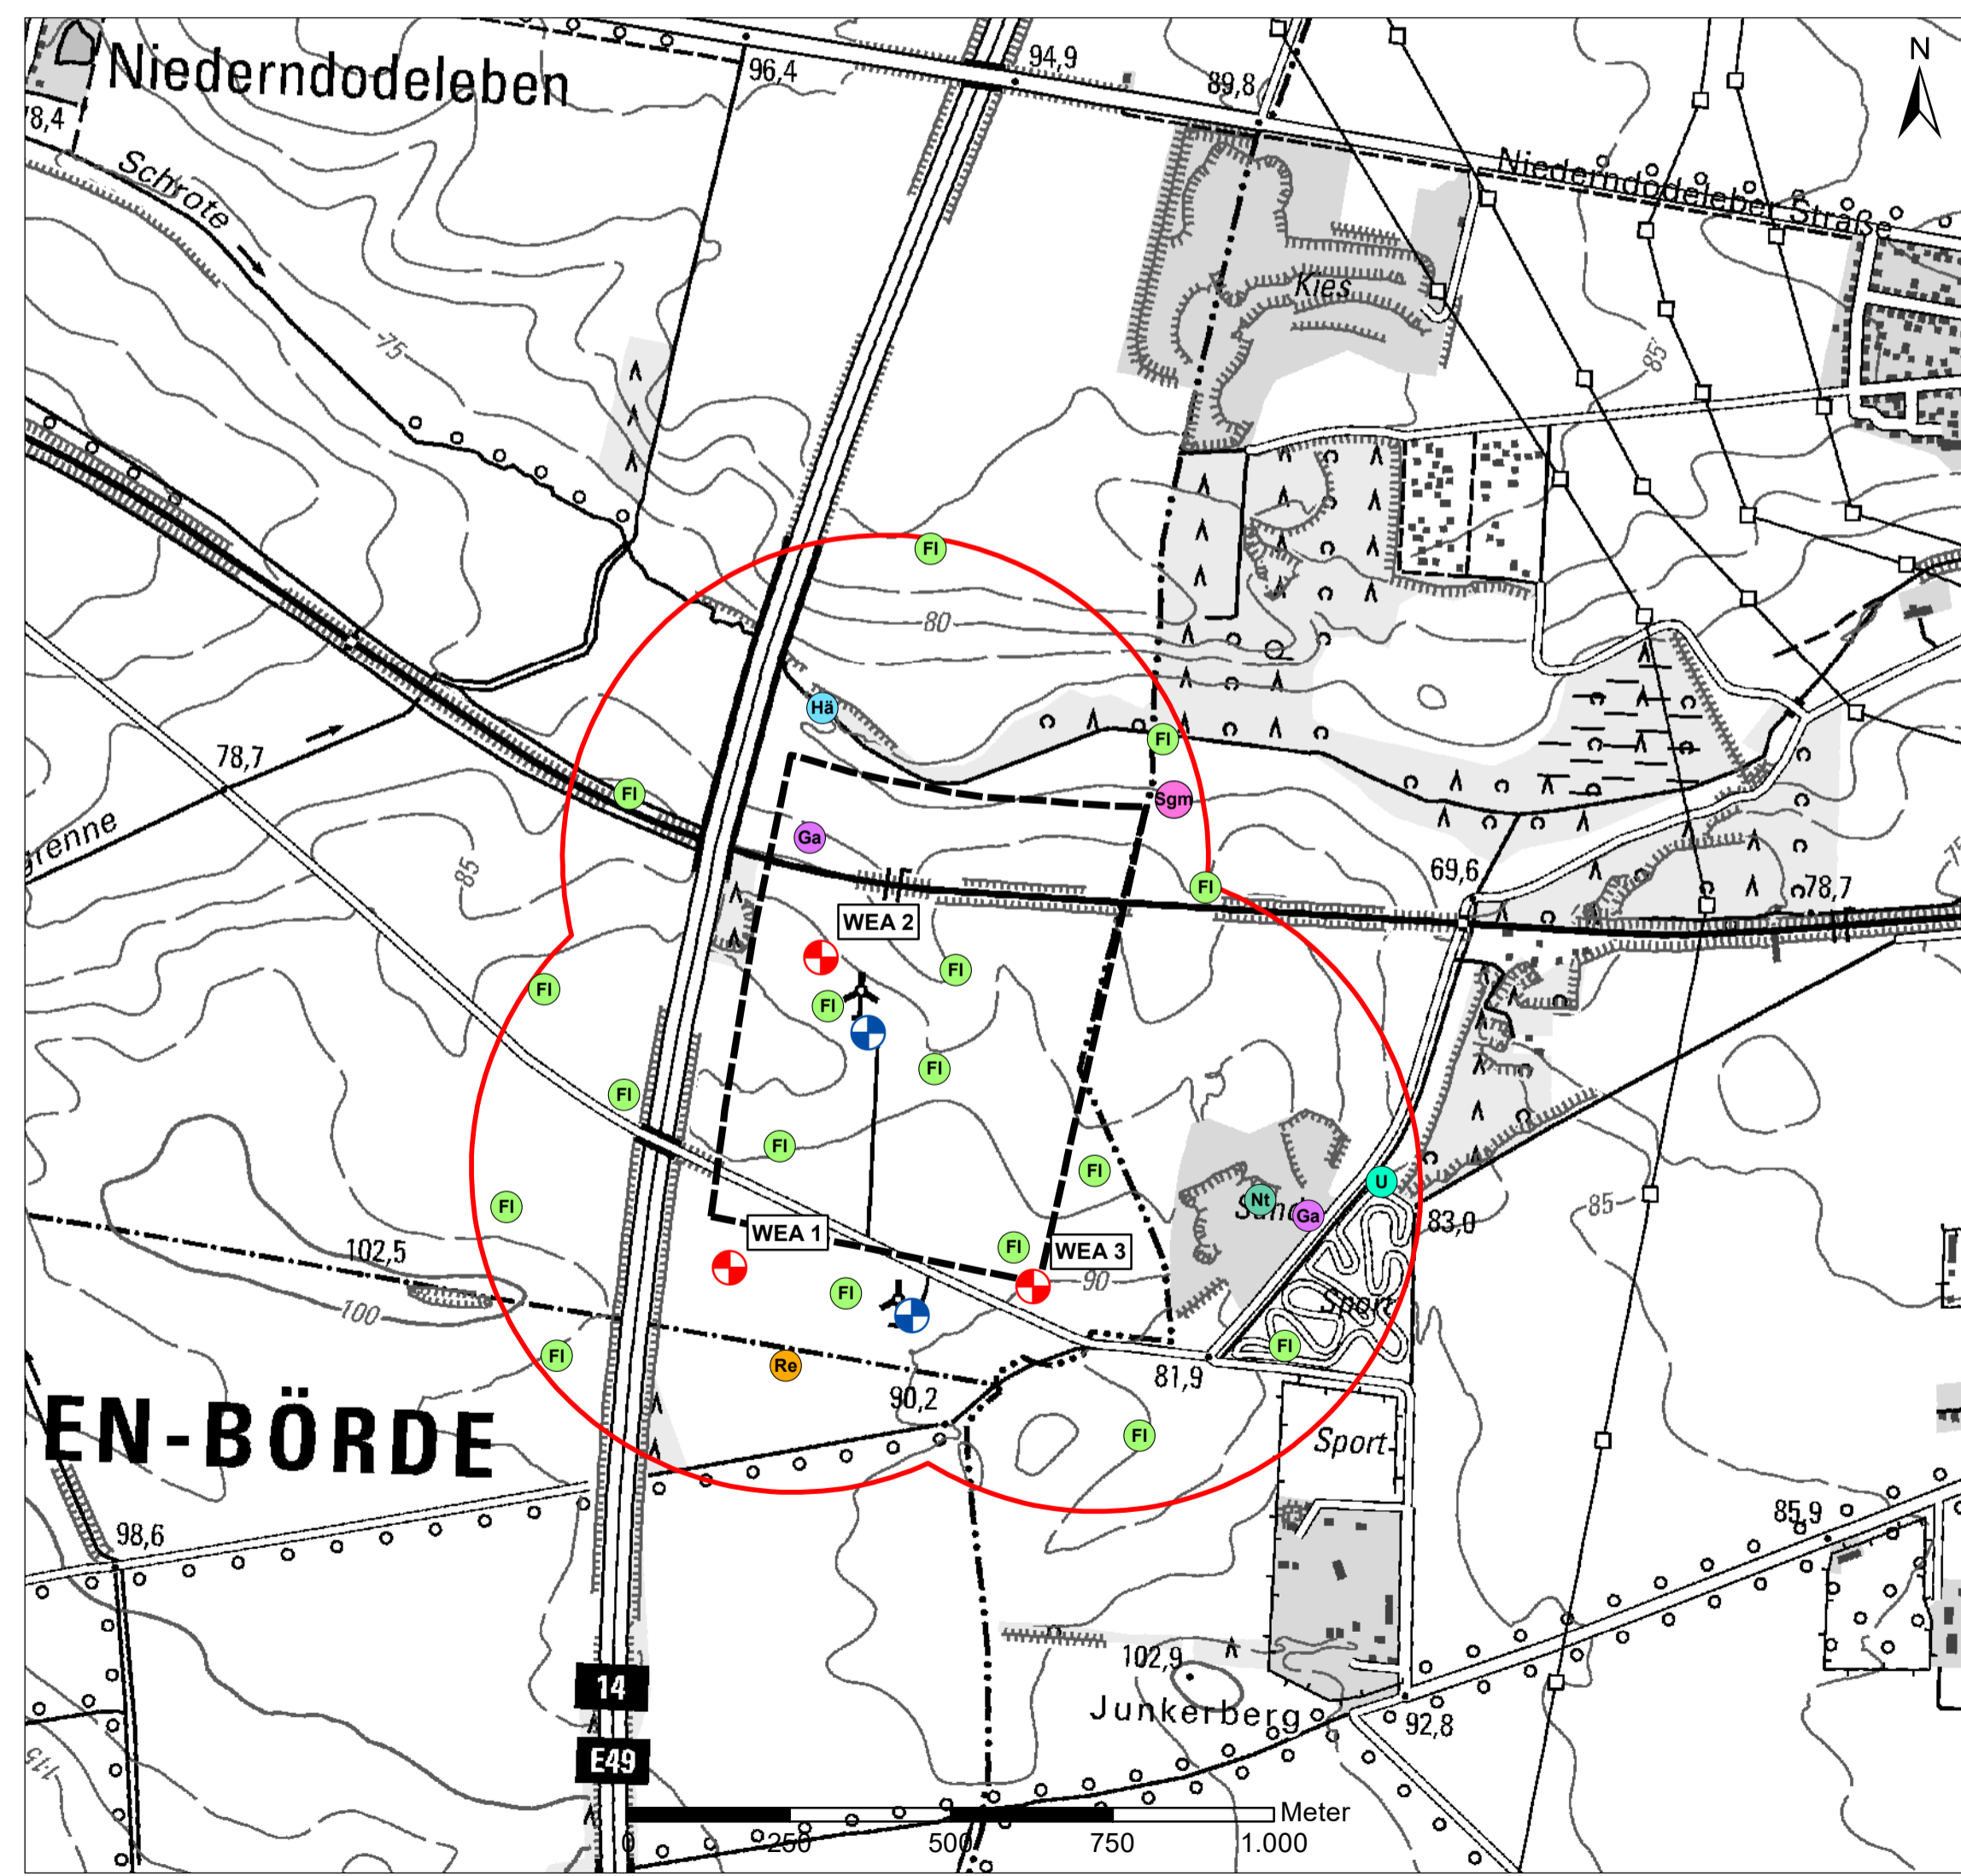 N
Niederndodeleben
96,4
94,9
89,8
78,4
Schrote
Niederndodeleber Straße
Kies
75
85
Fl
80
Hä
Fl
Sgm
78,7
Fl
Ga
Fl
69,6
78,7
75
grenne
85
WEA 2
Fl
Fl
Fl
Fl
Fl
Fl
Fl
U
Nt
Sand
Ga
Fl
85
83,0
WEA 1
Fl
WEA 3
90
102,5
100
Fl
Sport
Fl
Fl
Re
81,9
90,2
EN-BÖRDE
Fl
Sport
98,6
85,9
102,9
14
Junkerberg
92,8
E49
115
Meter
0
250
500
750
1.000